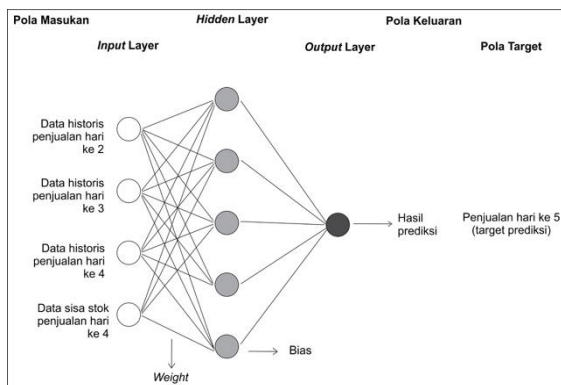 Pola Masukan
Hidden Layer
Pola Keluaran
Input Layer
Output Layer
Pola Target
Data historis
penjualan hari
ke 2
Data historis
penjualan hari
ke 3
Data historis
penjualan hari
ke 4
Data sisa stok
penjualan hari
ke 4
Hasil
prediksi
Penjualan hari ke 5
(target prediksi)
Bias
Weight